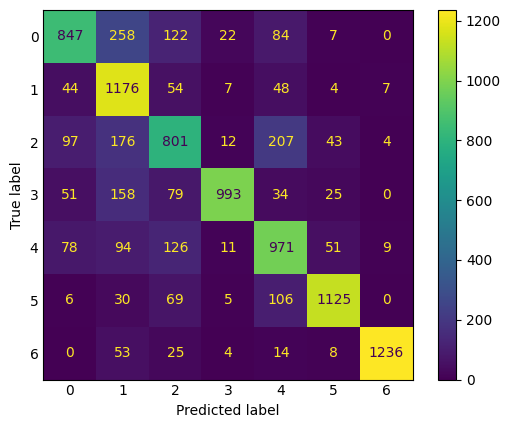 0 847 258 122 22 84 7 0
1 44 1176 54 7 48 4 7
2 97 176 801 12 207 43 4
3 51 158 79 993 34 25 0
4 78 94 126 11 971 51 9
5 6 30 69 5 106 1125 0
6 0 53 25 4 14 8 1236
0 1 2 3 4 5 6
Predicted label
True label
1200
1000
800
600
400
200
0